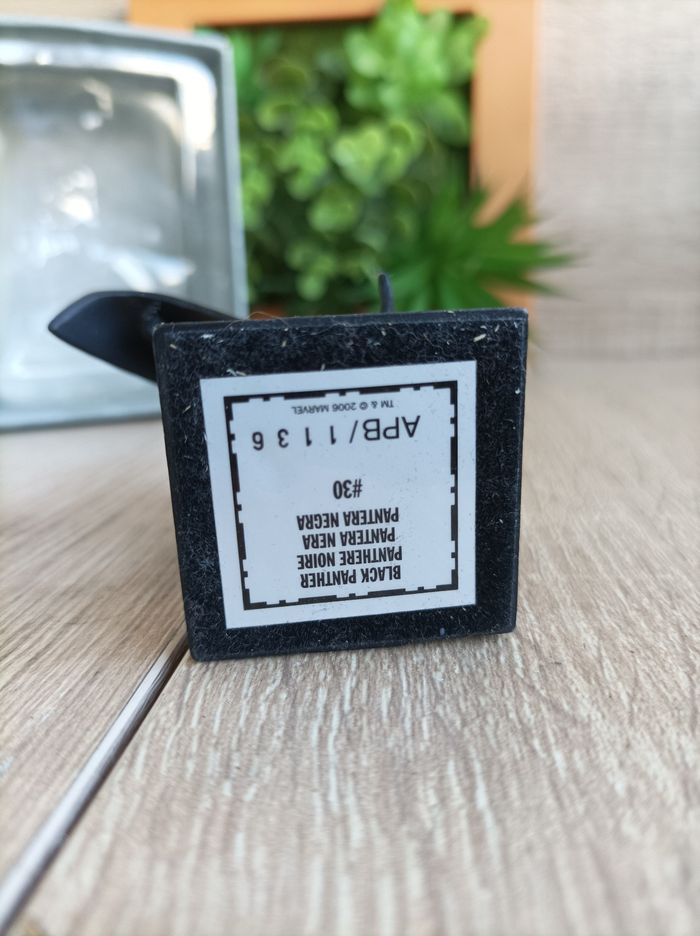 BLACK PANTHER
PANTHERE NOIRE
PANTERA NERA
PANTERA NEGRA
#30
APB/1136
TM & © 2006 MARVEL